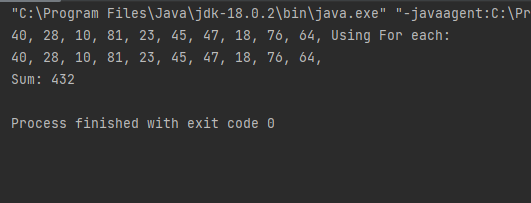 "C:\Program Files\Java\jdk-18.0.2\bin\java.exe" "-javaagent:C:\Pr
40, 28, 10, 81, 23, 45, 47, 18, 76, 64, Using For each:
40, 28, 10, 81, 23, 45, 47, 18, 76, 64,
Sum: 432
Process finished with exit code 0